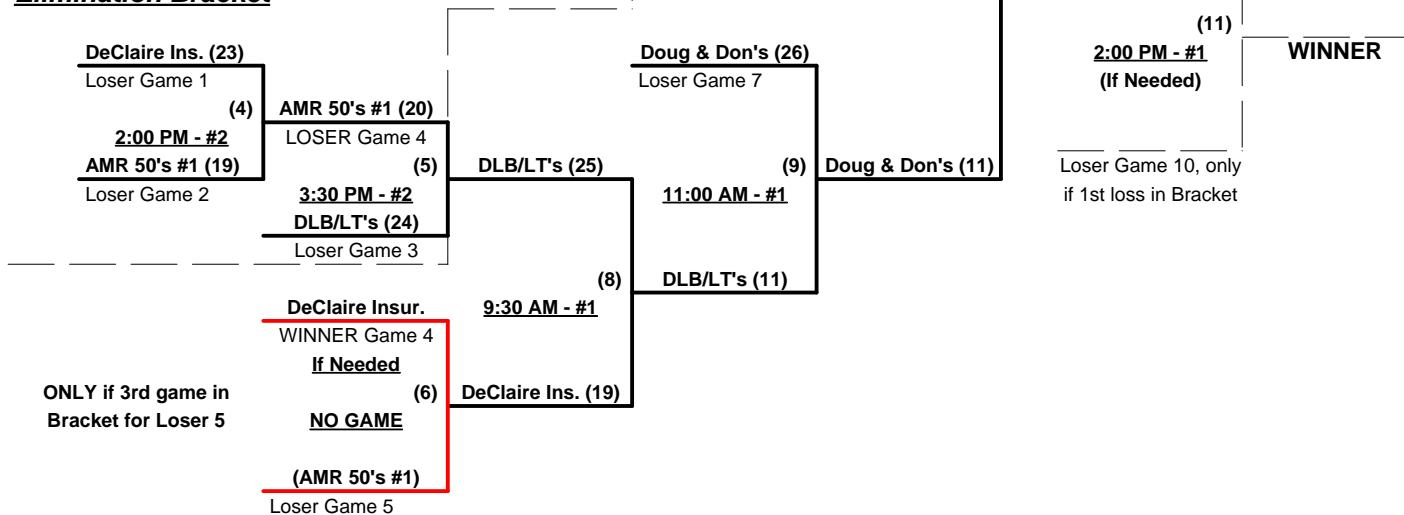 Elimination Bracket
(11)
DeClaire Ins. (23)
Doug & Don's (26)
2:00 PM - #1
WINNER
Loser Game 1
Loser Game 7
(If Needed)
(4)
AMR 50's #1 (20)
2:00 PM - #2
LOSER Game 4
AMR 50's #1 (19)
(5)
DLB/LT's (25)
(9)
Doug & Don's (11)
Loser Game 10, only
Loser Game 2
3:30 PM - #2
11:00 AM - #1
if 1st loss in Bracket
DLB/LT's (24)
Loser Game 3
(8)
DLB/LT's (11)
DeClaire Insur.
9:30 AM - #1
WINNER Game 4
If Needed
ONLY if 3rd game in
(6)
DeClaire Ins. (19)
Bracket for Loser 5
NO GAME
(AMR 50's #1)
Loser Game 5